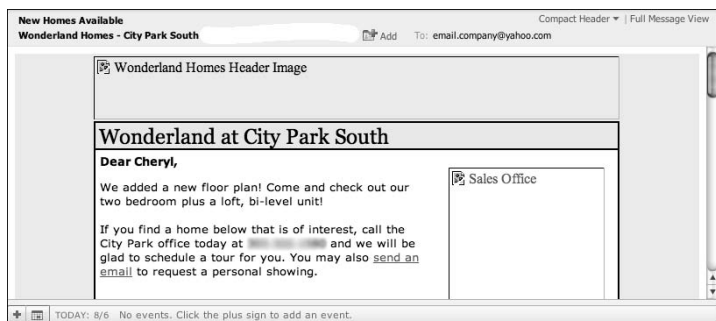 New Homes Available
Compact Header ▾ | Full Message View
Wonderland Homes - City Park South
Add To: email.company@yahoo.com
Wonderland Homes Header Image
Wonderland at City Park South
Dear Cheryl,
We added a new floor plan! Come and check out our
two bedroom plus a loft, bi-level unit!
If you find a home below that is of interest, call the
City Park office today at and we will be
glad to schedule a tour for you. You may also send an
email to request a personal showing.
Sales Office
TODAY: 8/6 No events. Click the plus sign to add an event.